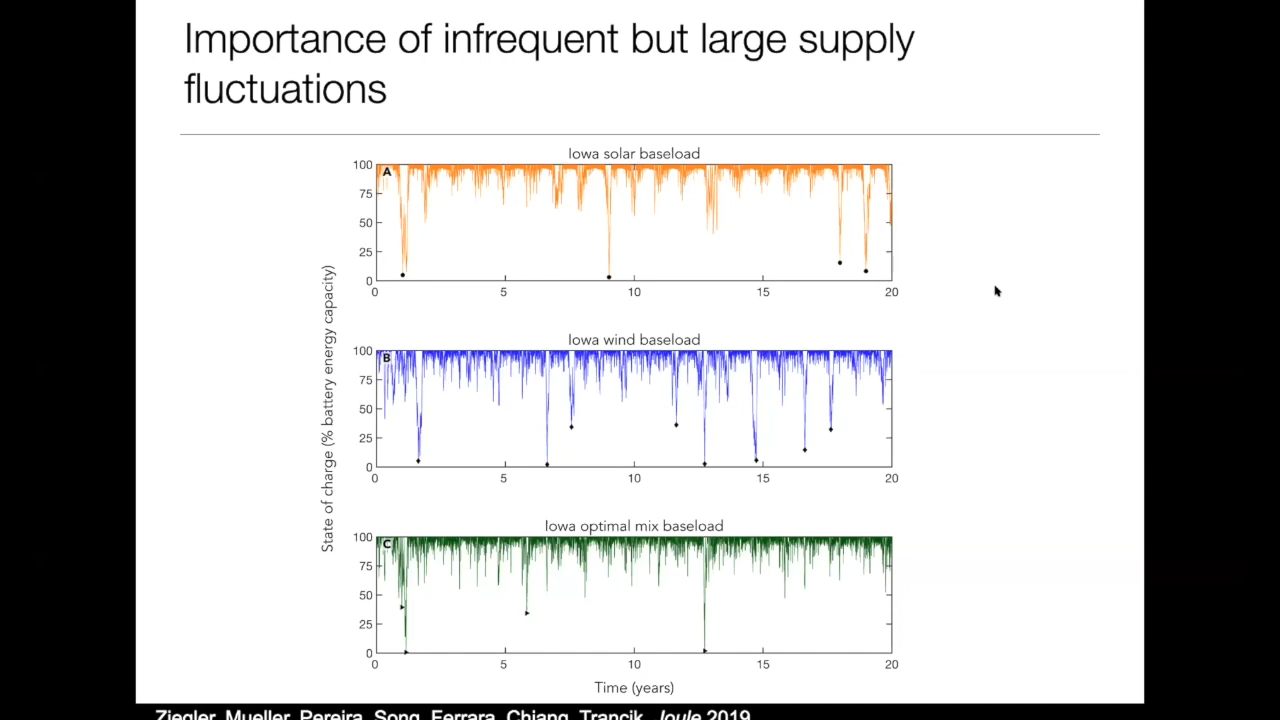 Importance of infrequent but large supply
fluctuations
Iowa solar baseload
A
100
75
50
25
0
0 5 10 15 20
Iowa wind baseload
B
100
75
50
25
0
0 5 10 15 20
Iowa optimal mix baseload
C
100
75
50
25
0
0 5 10 15 20
State of charge (% battery energy capacity)
Time (years)
Ziegler, Mueller, Pereira, Song, Ferrara, Chiang, Trancik, Joule 2019